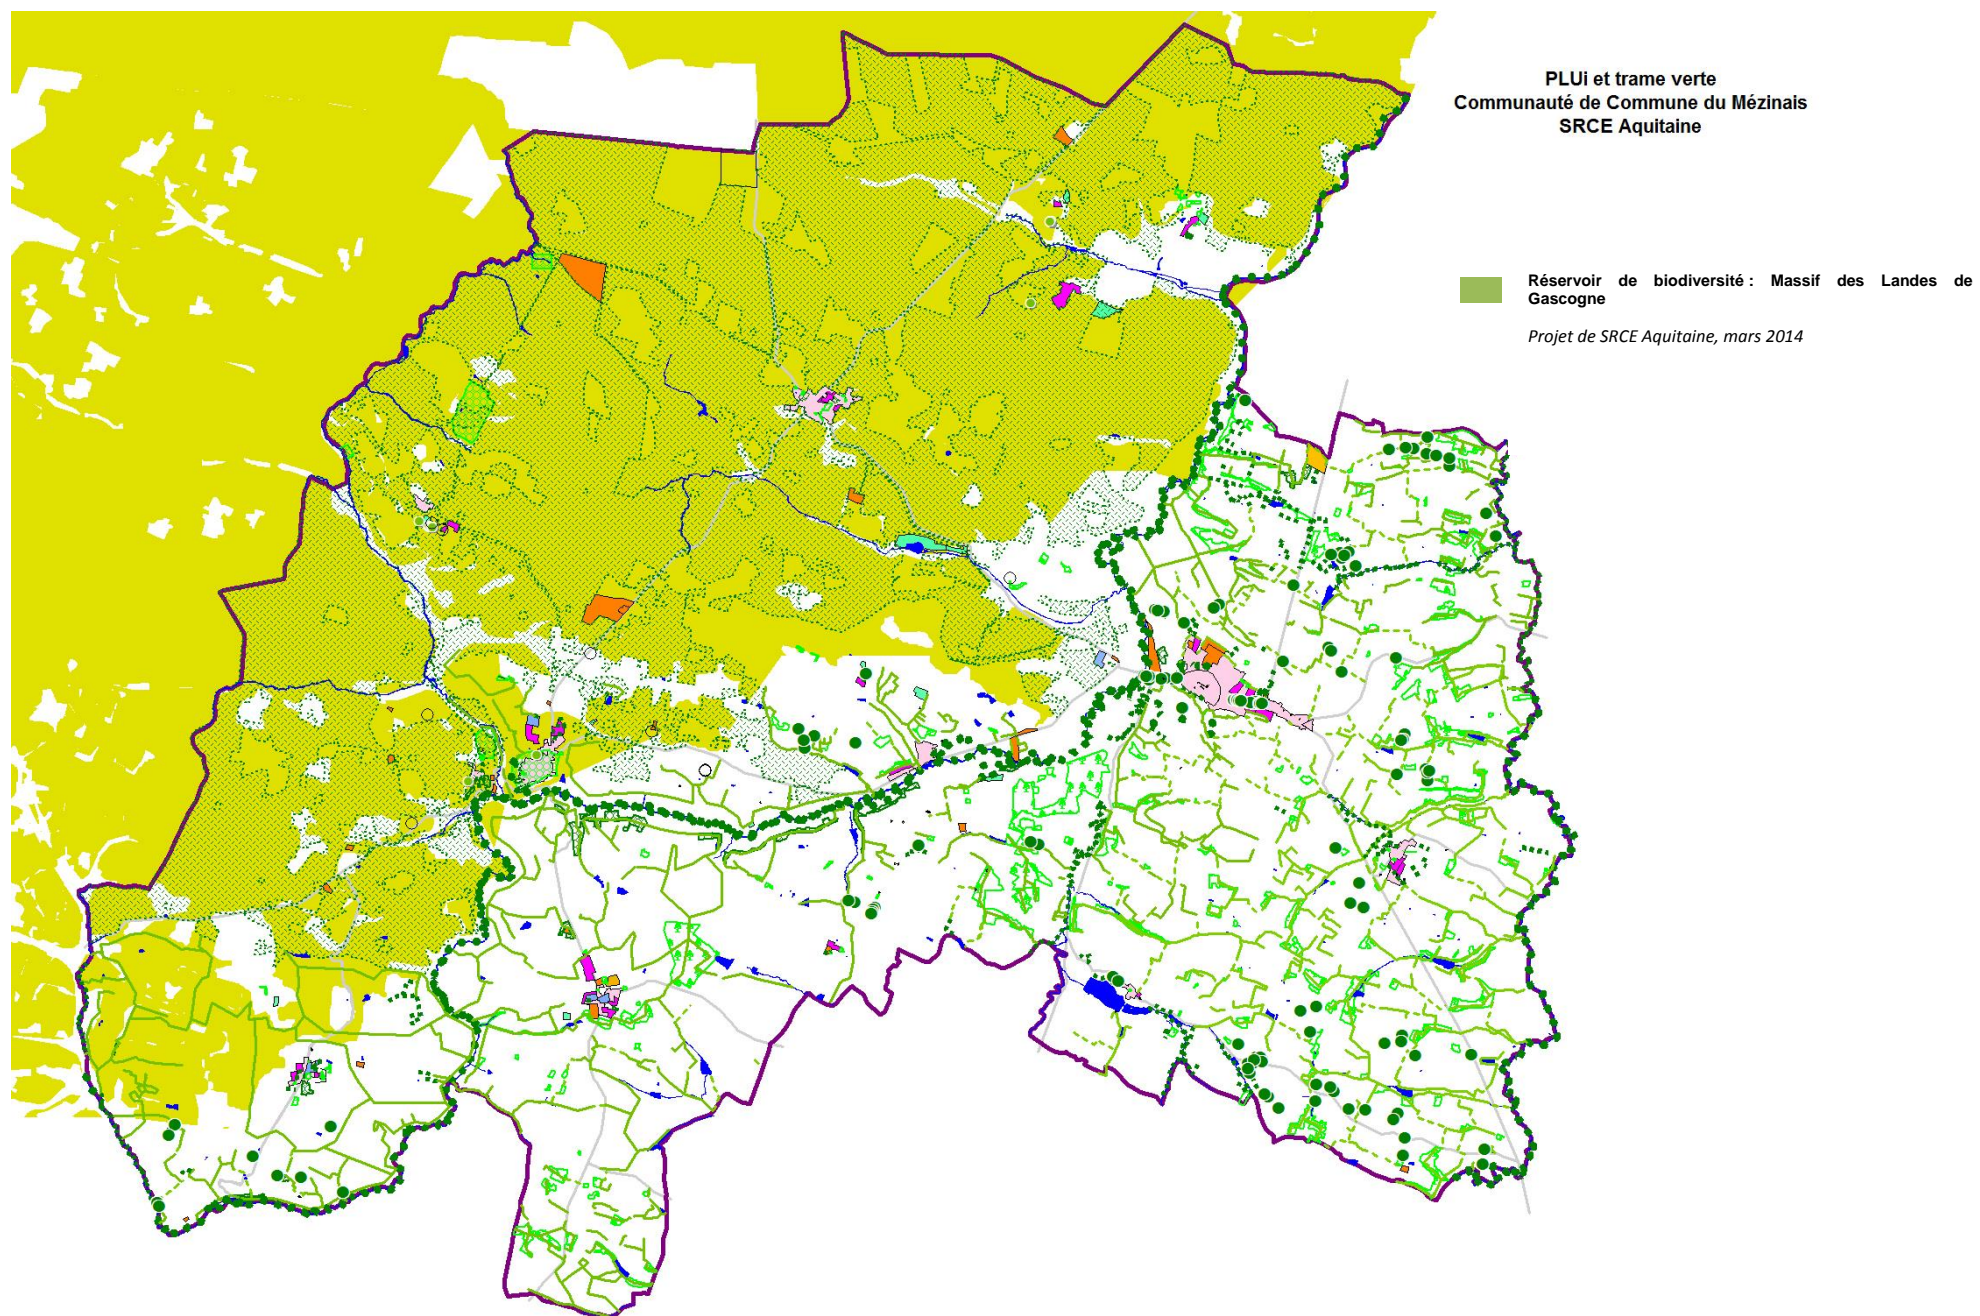 PLUi et trame verte
Communauté de Commune du Mézinais
SRCE Aquitaine
Réservoir de biodiversité : Massif des Landes de
Gascogne
Projet de SRCE Aquitaine, mars 2014